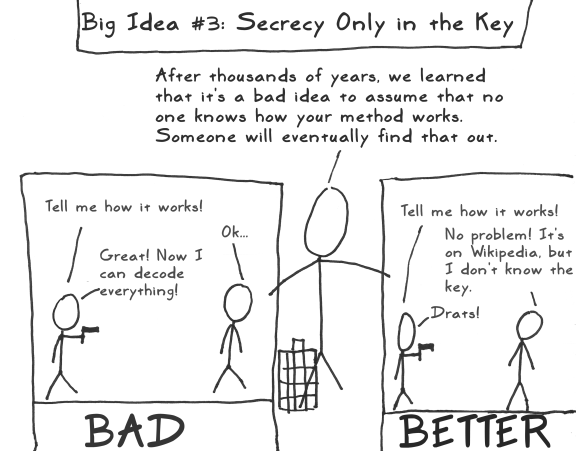 Big Idea #3: Secrecy Only in the Key
After thousands of years, we learned
that it's a bad idea to assume that no
one knows how your method works.
Someone will eventually find that out.
Tell me how it works!
Ok...
Great! Now I
can decode
everything!
BAD
Tell me how it works!
No problem! It's
on Wikipedia, but
I don't know the
key.
Drats!
BETTER